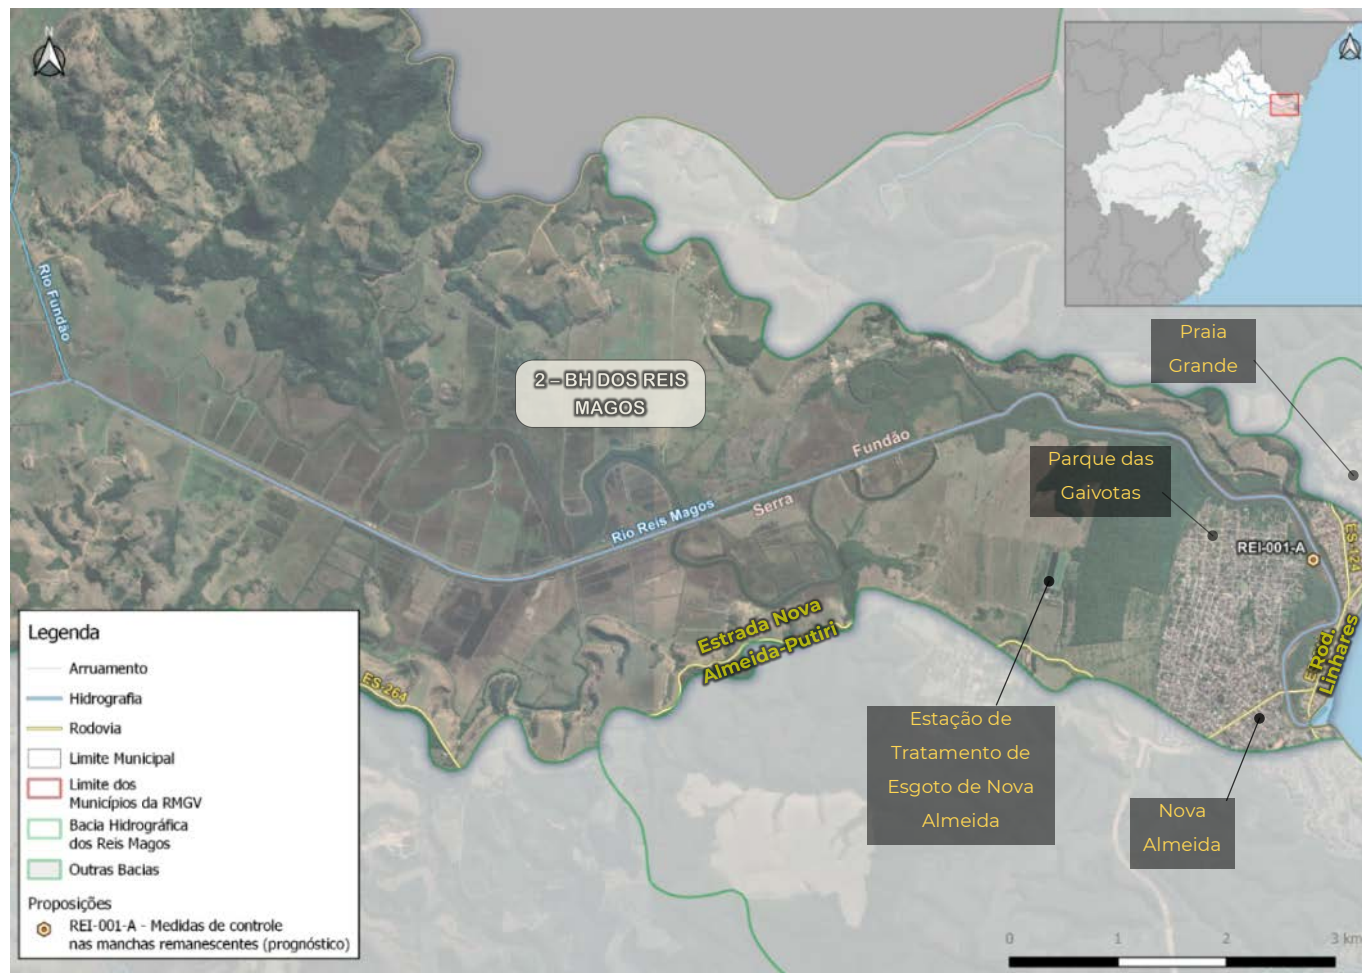 N
N
Rio Fundão
2 – BH DOS REIS
MAGOS
Praia
Grande
Fundão
Serra
Rio Reis Magos
Parque das
Gaivotas
REI-001-A
ES-124
Estrada Nova
Almeida-Putiri
Rod.
Linhares
ES-264
Estação de
Tratamento de
Esgoto de Nova
Almeida
Nova
Almeida
Legenda
Arruamento
Hidrografia
Rodovia
Limite Municipal
Limite dos
Municípios da RMGV
Bacia Hidrográfica
dos Reis Magos
Outras Bacias
Proposições
REI-001-A - Medidas de controle
nas manchas remanescentes (prognóstico)
0 1 2 3 km